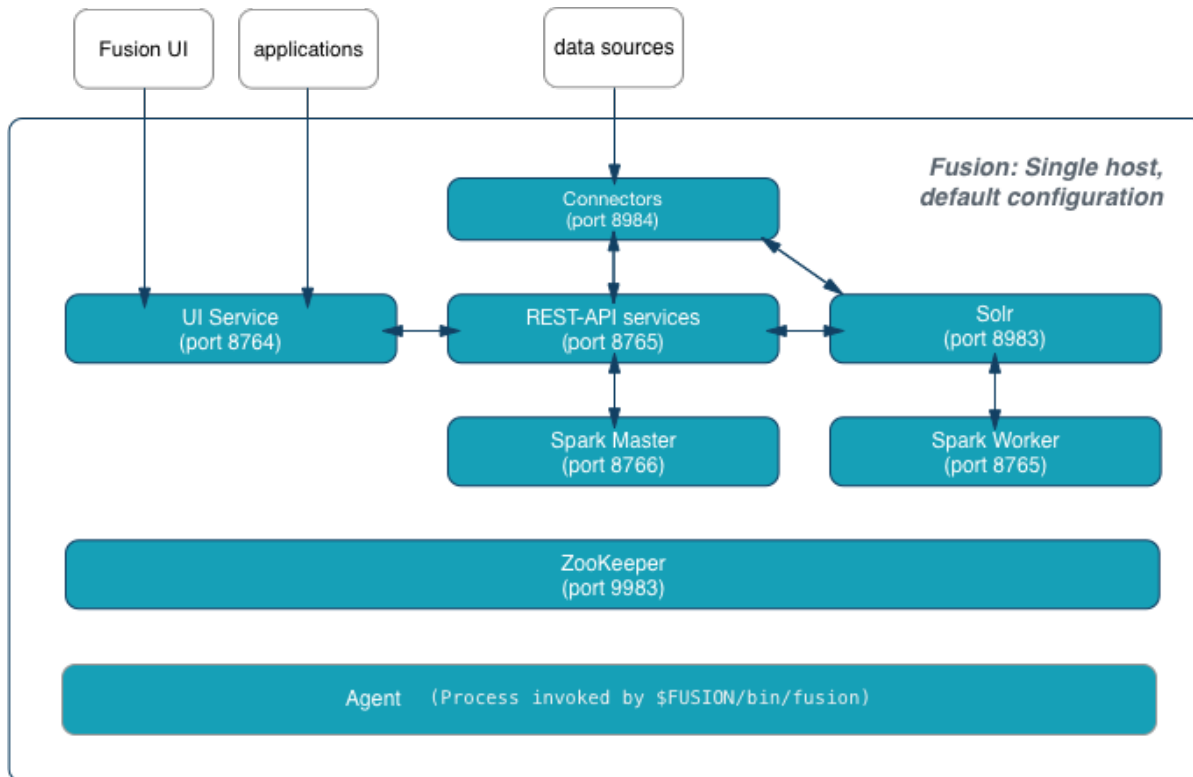 Fusion UI
applications
data sources
Fusion: Single host,
default configuration
Connectors
(port 8984)
UI Service
(port 8764)
REST-API services
(port 8765)
Solr
(port 8983)
Spark Master
(port 8766)
Spark Worker
(port 8765)
ZooKeeper
(port 9983)
Agent (Process invoked by $FUSION/bin/fusion)